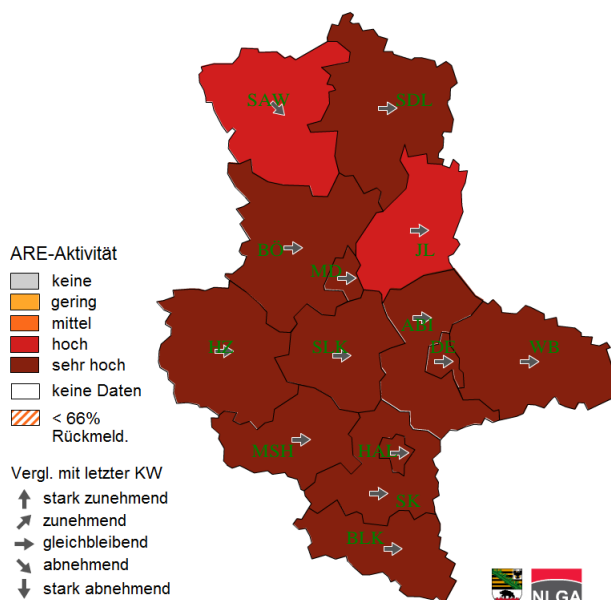 SAW
SDL
BÖ
JL
MD
ARE-Aktivität
keine
gering
mittel
hoch
sehr hoch
keine Daten
< 66%
Rückmeld.
ABI
HZ
SLK
DE
WB
MSH
HAL
SK
BLK
Vergl. mit letzter KW
stark zunehmend
zunehmend
gleichbleibend
abnehmend
stark abnehmend
NLGA